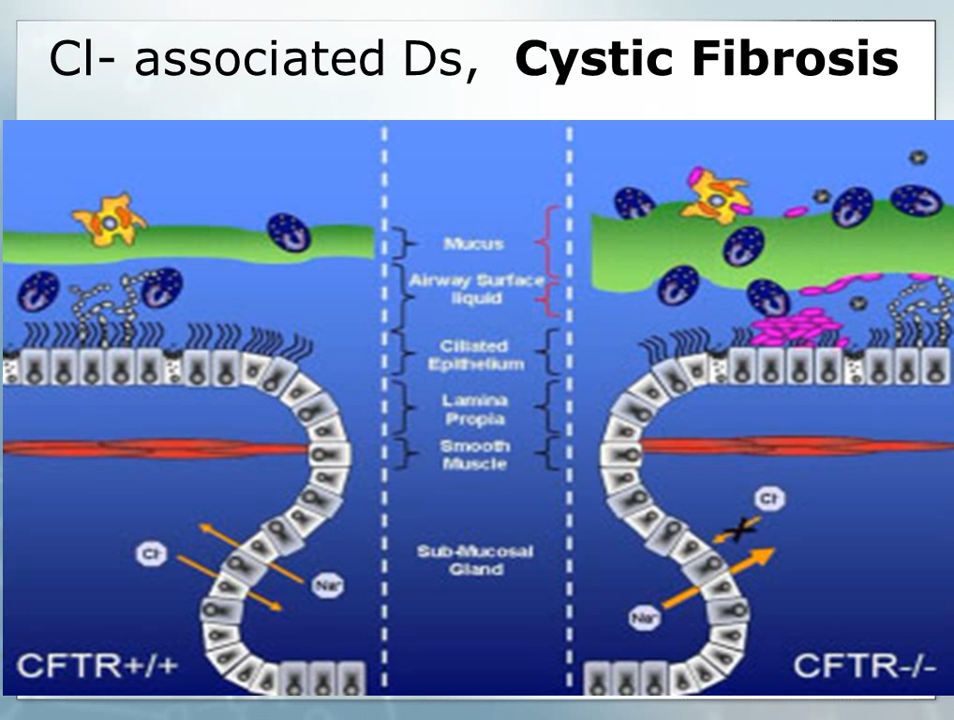 Cl- associated Ds, Cystic Fibrosis
Mucus
Airway Surface
liquid
Ciliated
Epithelium
Lamina
Propia
Smooth
Muscle
Cl-
Cl-
Sub-Mucosal
Gland
Na+
Na+
CFTR+/+
CFTR-/-